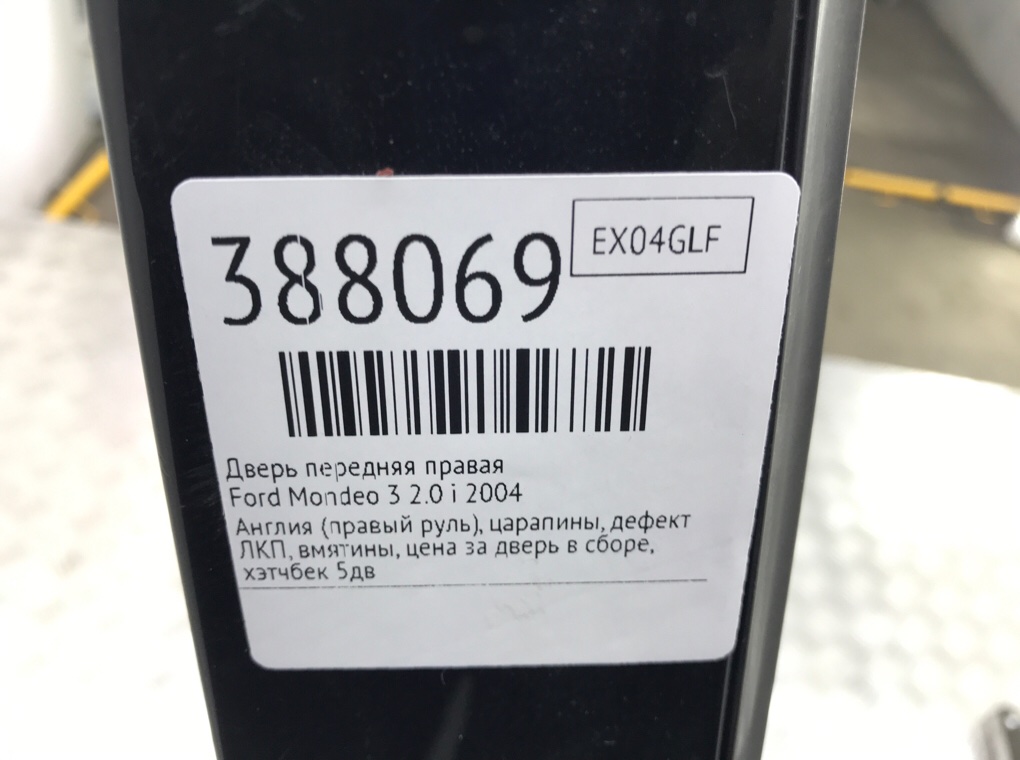 388069
EX04GLF
Дверь передняя правая
Ford Mondeo 3 2.0 i 2004
Англия (правый руль), царапины, дефект
ЛКП, вмятины, цена за дверь в сборе,
хэтчбек 5дв